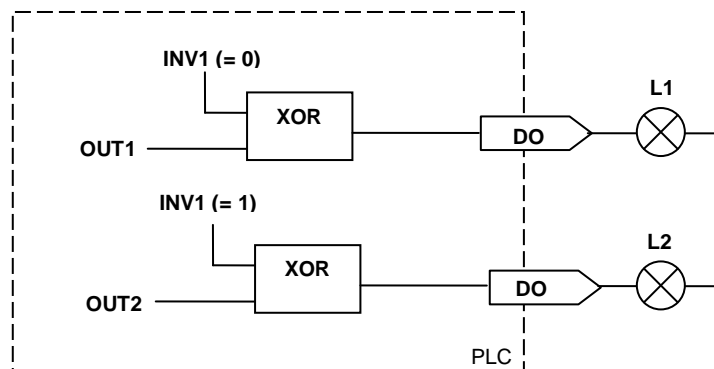 INV1 (= 0)
L1
XOR
DO
OUT1
INV1 (= 1)
L2
XOR
DO
OUT2
PLC